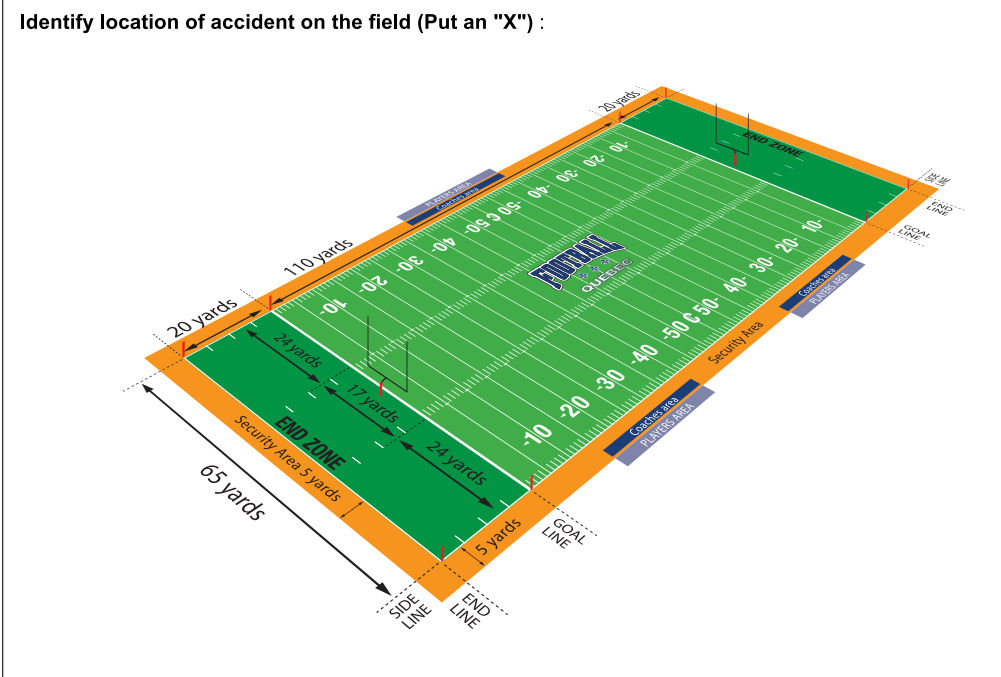 Identify location of accident on the field (Put an "X") :
20 yards
END ZONE
SIDE LINE
END LINE
GOAL LINE
PLAYERS AREA
Coaches area
-10
20-
30-
40-
50-
C
50-
40-
30-
-20
-10
110 yards
20 yards
FOOTBALL
QUEBEC
10-
20-
30-
40-
50-
C
-50
-40
-30
-20
-10
Coaches area
PLAYERS AREA
Security Area
Coaches area
PLAYERS AREA
24 yards
17 yards
24 yards
END ZONE
Security Area 5 yards
65 yards
5 yards
GOAL LINE
SIDE LINE
END LINE